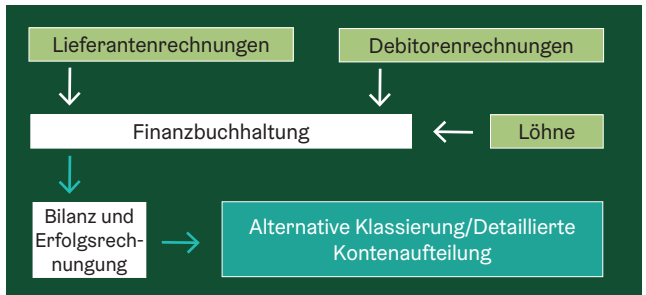 Lieferantenrechnungen
Debitorenrechnungen
Finanzbuchhaltung
Löhne
Bilanz und
Erfolgsrech-
nungung
Alternative Klassierung/Detaillierte
Kontenaufteilung